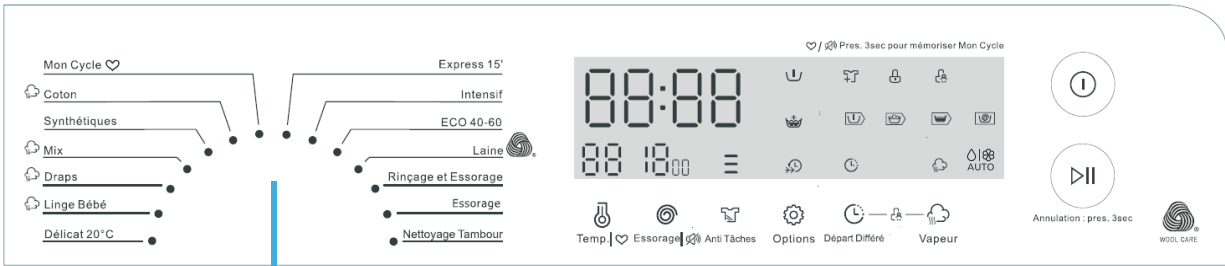 ♡/ Pres. 3sec pour mémoriser Mon Cycle
Mon Cycle ♡
Coton
Synthétiques
Mix
Draps
Linge Bébé
Délicat 20°C
Express 15'
Intensif
ECO 40-60
Laine
Rinçage et Essorage
Essorage
Nettoyage Tambour
88:88
88 18 00
AUTO
Temp. ♡ Essorage Anti Tâches Options Départ Différé Vapeur
Annulation : pres. 3sec
WOOL CARE